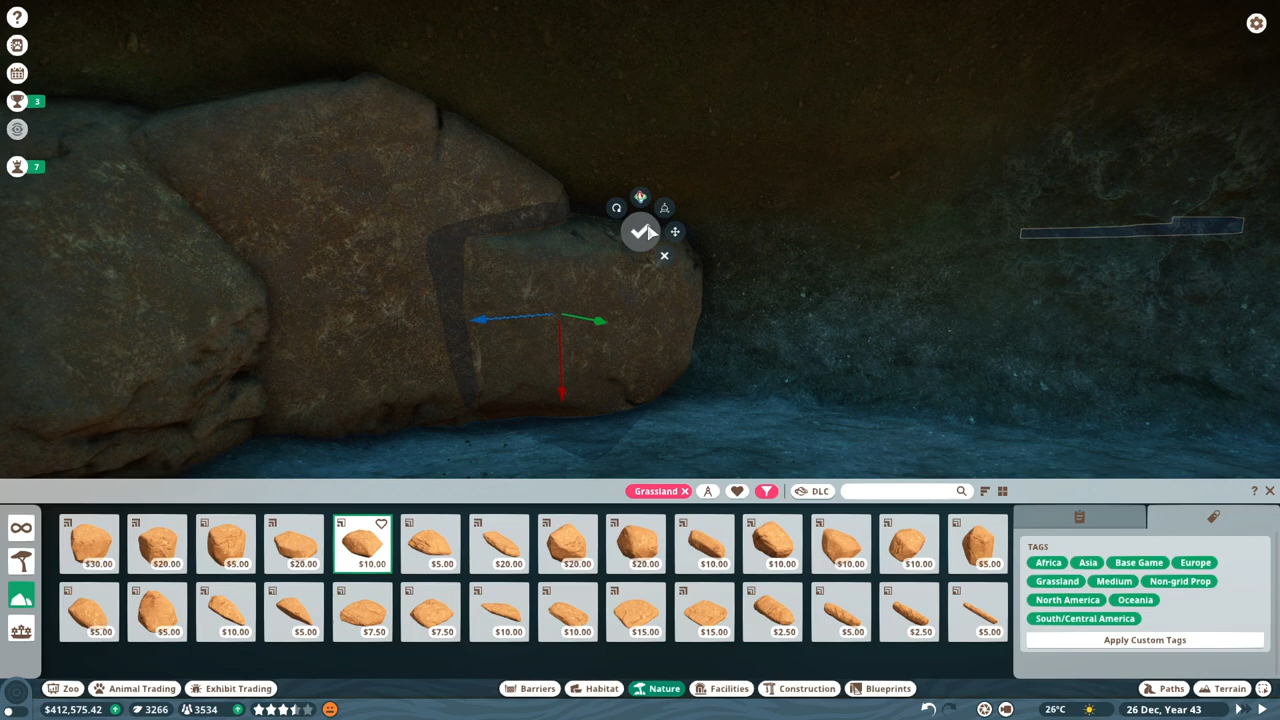 ?
3
7
Grassland ×
DLC
? ×
$30.00 $20.00 $5.00 $20.00 $10.00 $5.00 $20.00 $20.00 $20.00 $10.00 $10.00 $10.00 $10.00 $5.00
$5.00 $5.00 $10.00 $5.00 $7.50 $7.50 $10.00 $10.00 $15.00 $15.00 $2.50 $5.00 $2.50 $5.00
TAGS
Africa Asia Base Game Europe
Grassland Medium Non-grid Prop
North America Oceania
South/Central America
Apply Custom Tags
Zoo Animal Trading Exhibit Trading Barriers Habitat Nature Facilities Construction Blueprints Paths Terrain
$412,575.42 3266 3534 26°C 26 Dec, Year 43